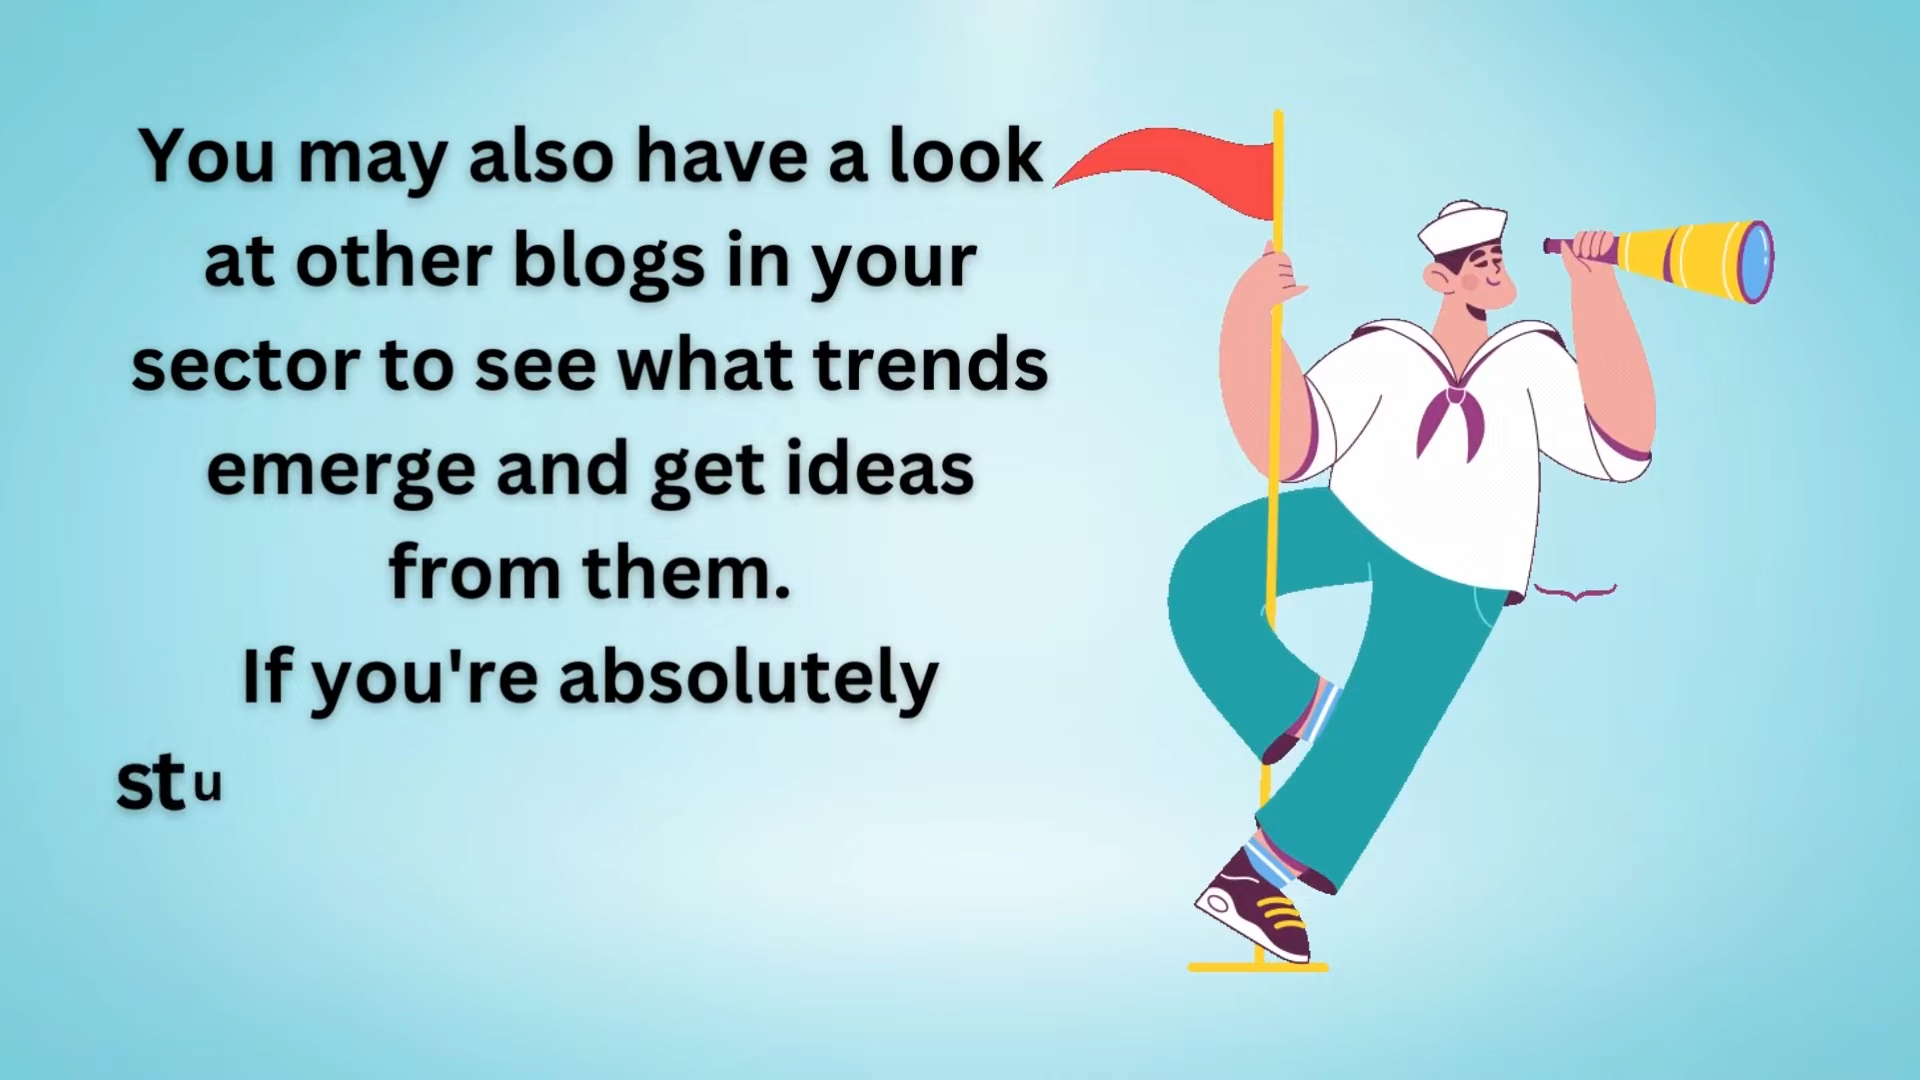 You may also have a look
at other blogs in your
sector to see what trends
emerge and get ideas
from them.
If you're absolutely
stu